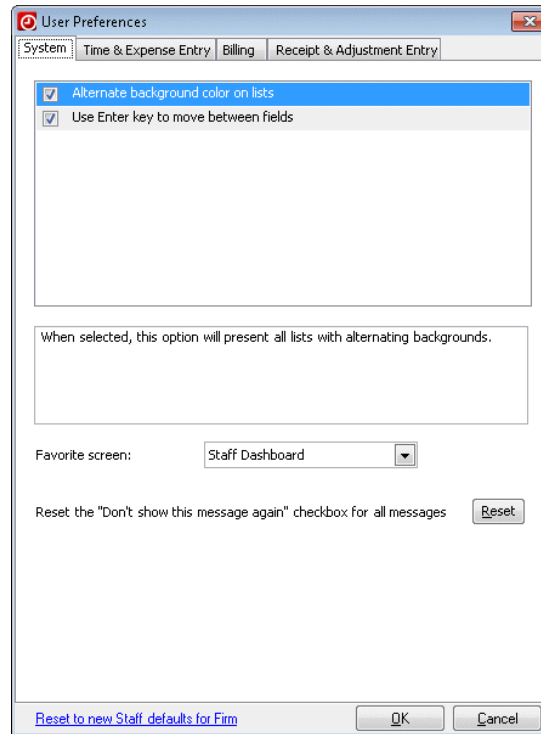 User Preferences
System Time & Expense Entry Billing Receipt & Adjustment Entry
Alternate background color on lists
Use Enter key to move between fields
When selected, this option will present all lists with alternating backgrounds.
Favorite screen: Staff Dashboard
Reset the "Don't show this message again" checkbox for all messages Reset
Reset to new Staff defaults for Firm OK Cancel